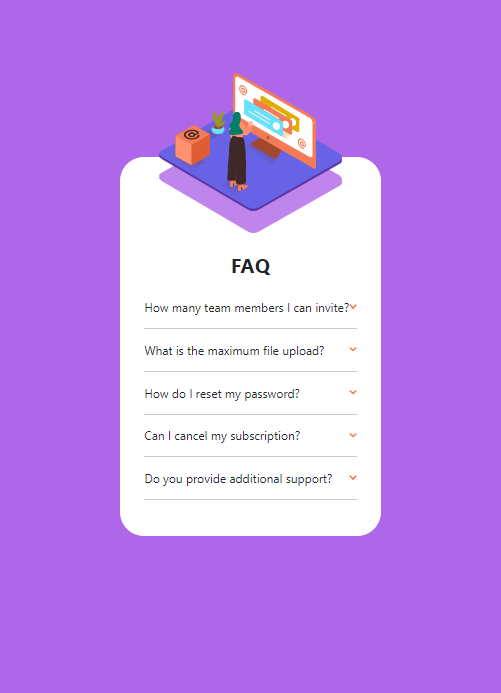 FAQ
How many team members I can invite?
What is the maximum file upload?
How do I reset my password?
Can I cancel my subscription?
Do you provide additional support?